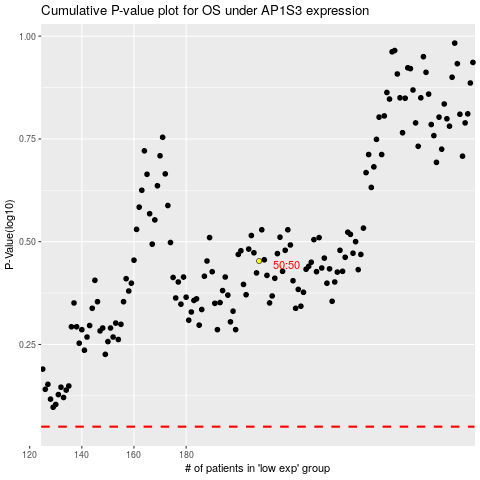 Cumulative P-value plot for OS under AP1S3 expression
1.00
0.75
0.50
0.25
P-Value(log10)
50:50
120 140 160 180
# of patients in 'low exp' group